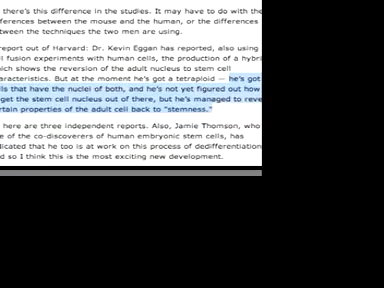 there's this difference in the studies. It may have to do with the
ferences between the mouse and the human, or the differences
ween the techniques the two men are using.
report out of Harvard: Dr. Kevin Eggan has reported, also using
l fusion experiments with human cells, the production of a hybri
ich shows the reversion of the adult nucleus to stem cell
aracteristics. But at the moment he's got a tetraploid — he's got
lls that have the nuclei of both, and he's not yet figured out how
get the stem cell nucleus out of there, but he's managed to reve
rtain properties of the adult cell back to "stemness."
here are three independent reports. Also, Jamie Thomson, who
e of the co-discoverers of human embryonic stem cells, has
licated that he too is at work on this process of dedifferentiation
d so I think this is the most exciting new development.